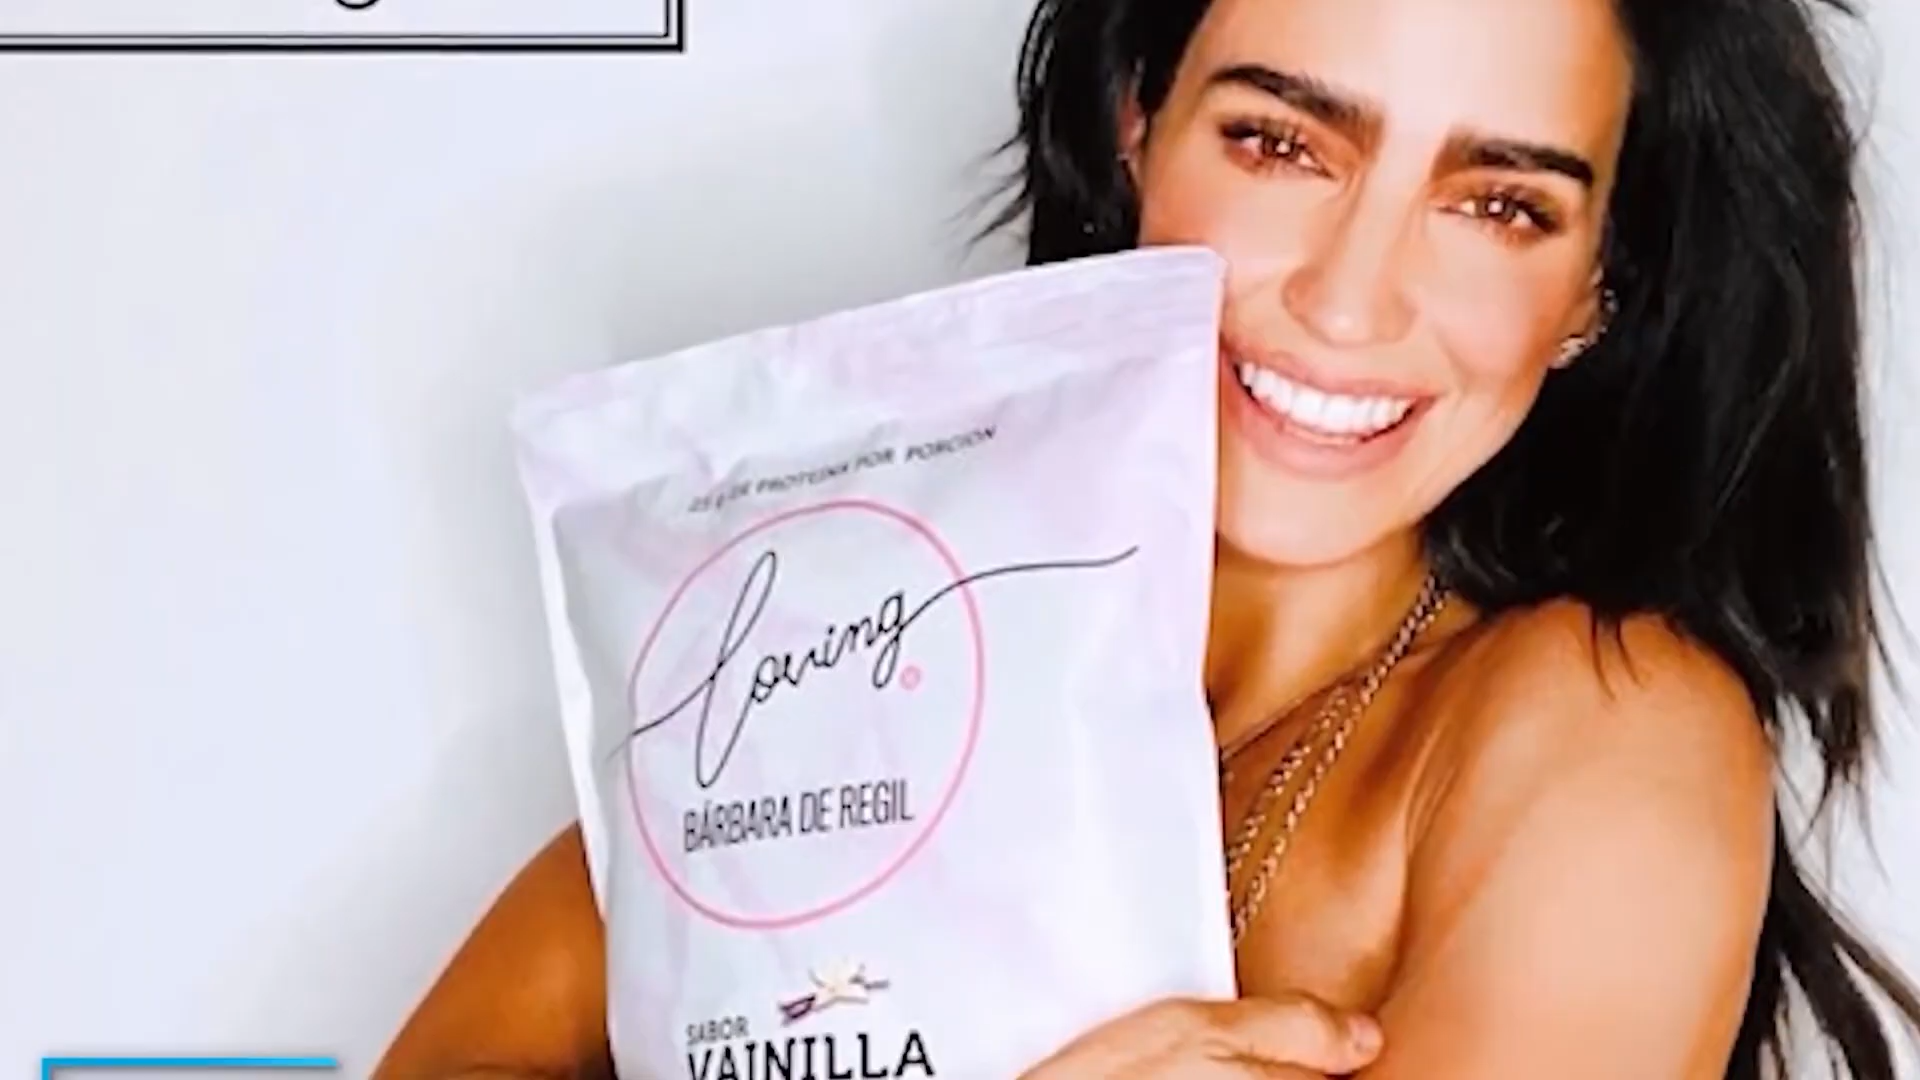 25 g DE PROTEINA POR PORCION
loving
BÁRBARA DE REGIL
SABOR
VAINILLA